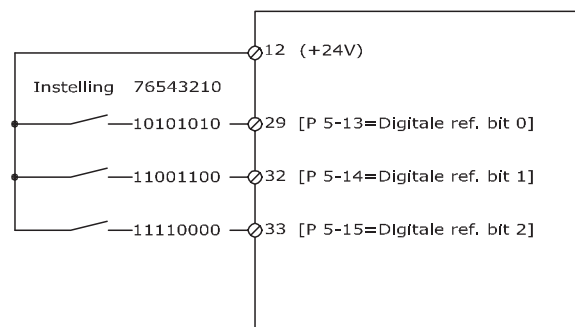 12 (+24V)
Instelling 76543210
10101010 29 [P 5-13=Digitale ref. bit 0]
11001100 32 [P 5-14=Digitale ref. bit 1]
11110000 33 [P 5-15=Digitale ref. bit 2]